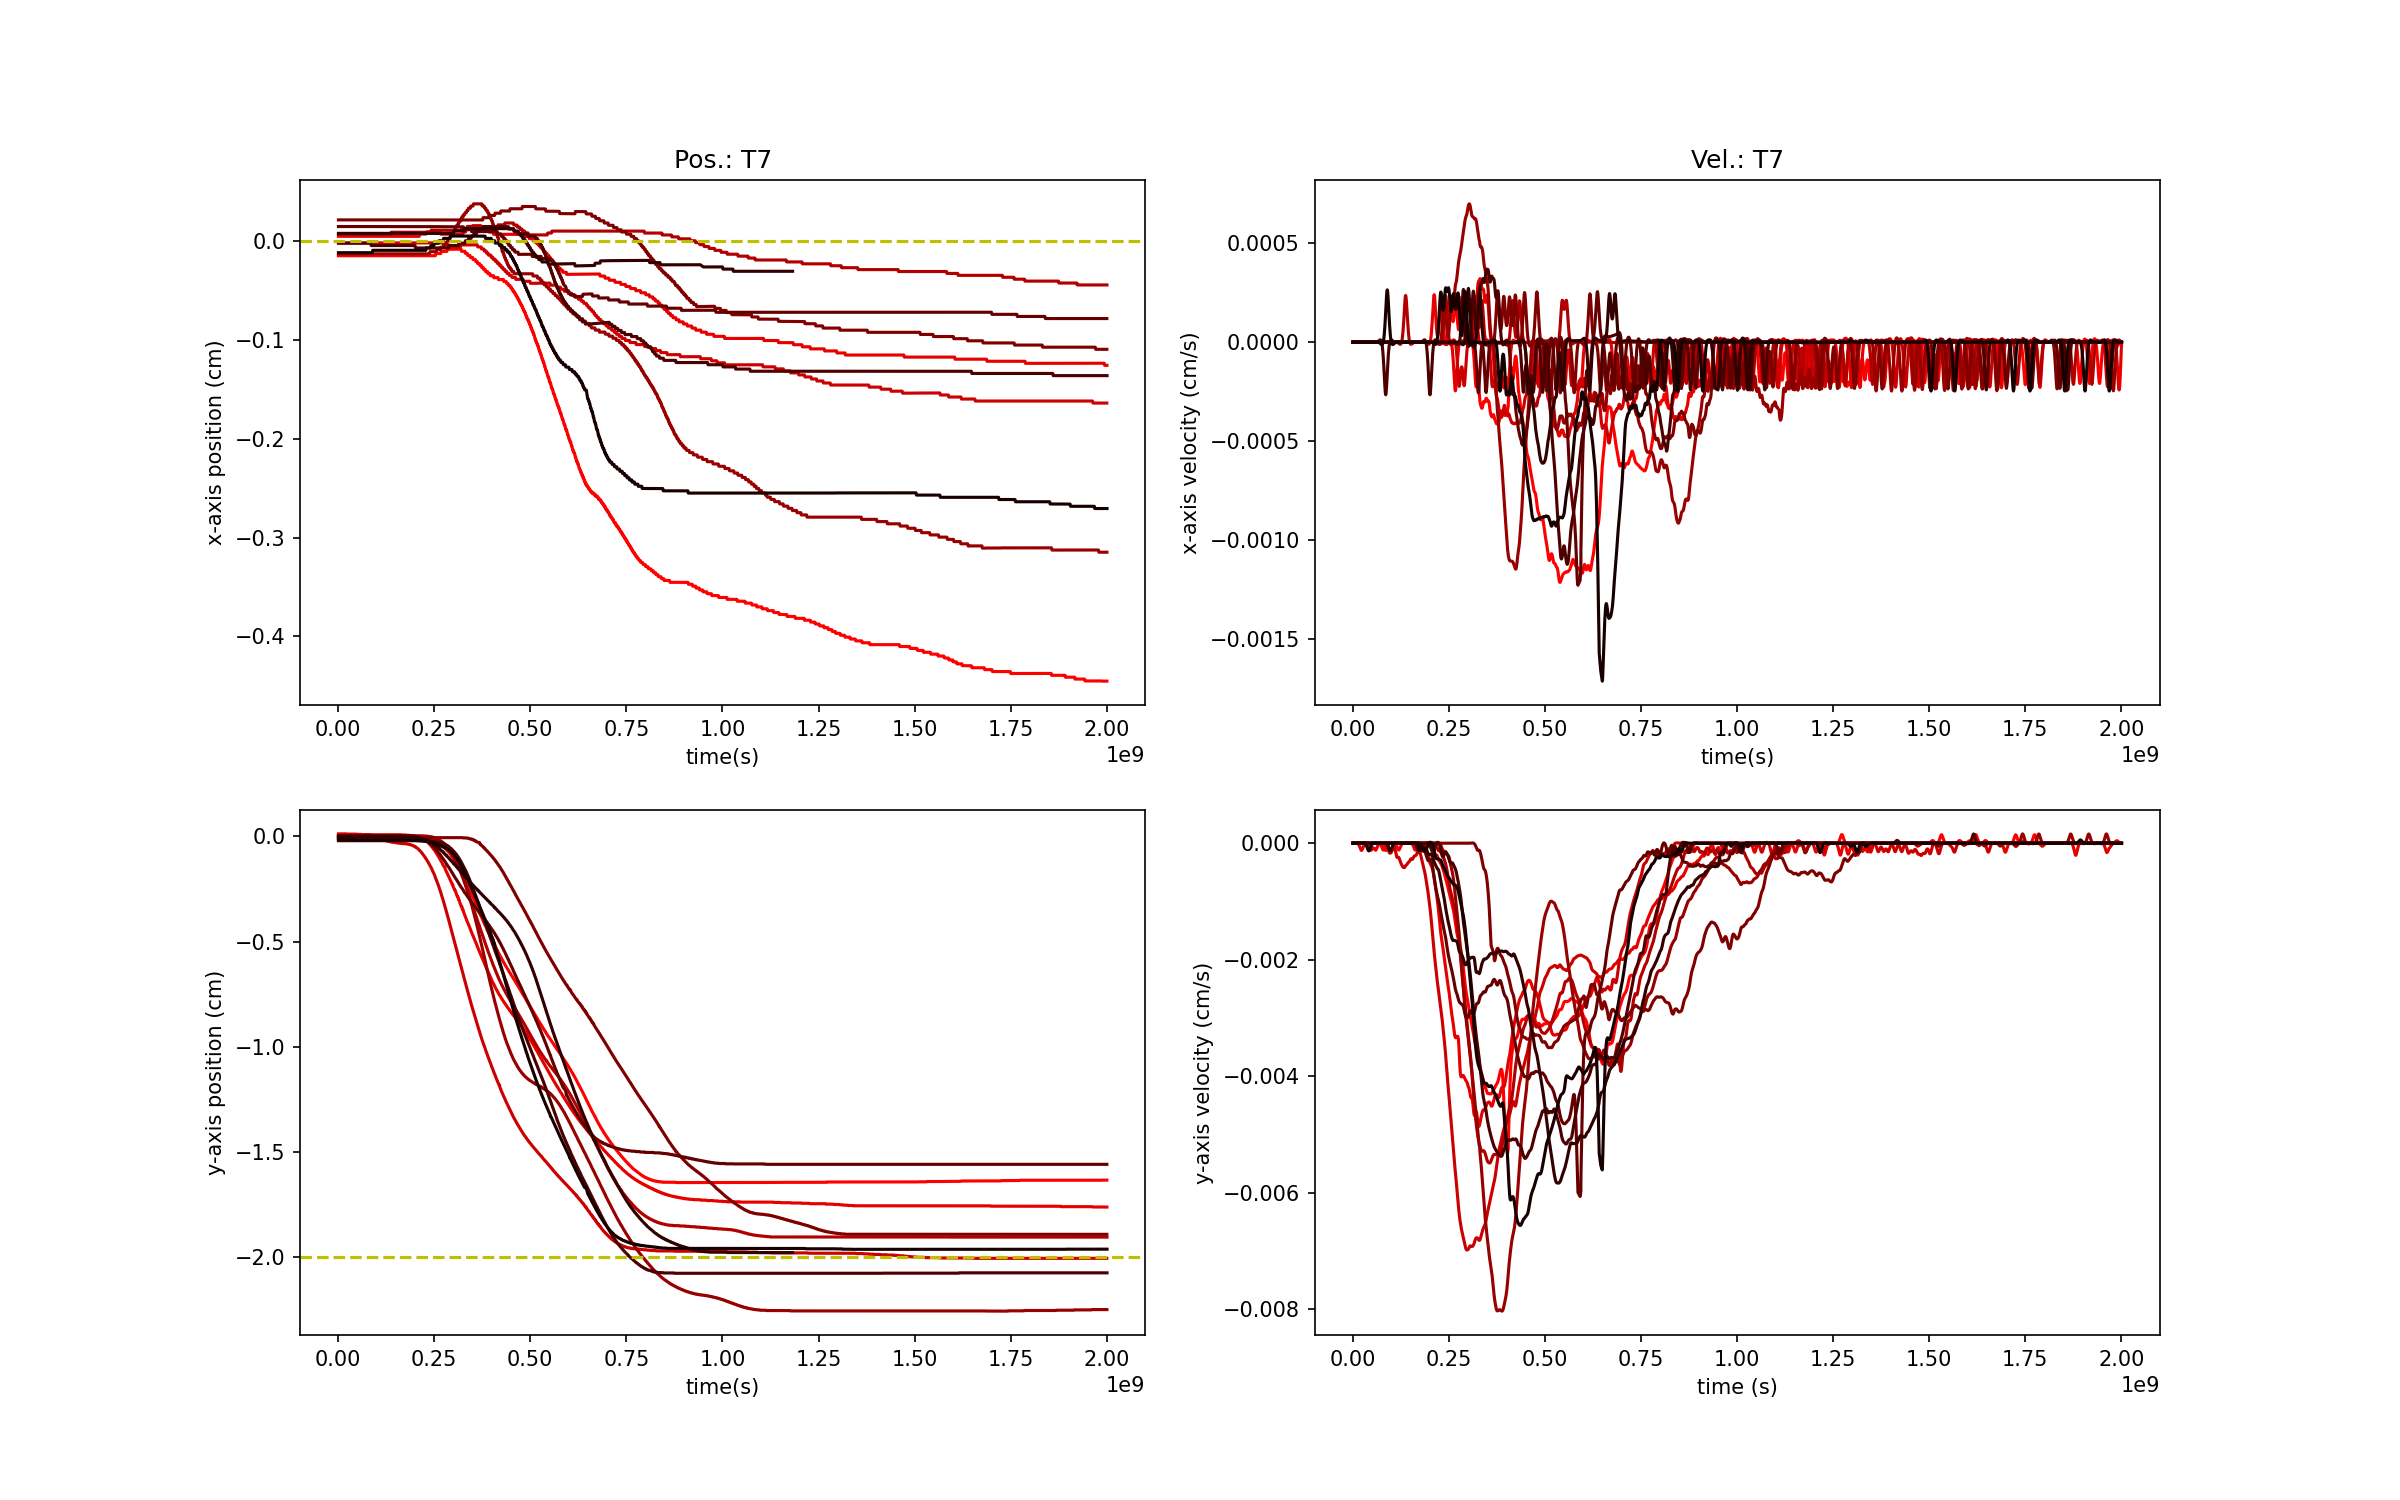 Pos.: T7
Vel.: T7
x-axis position (cm)
0.0
−0.1
−0.2
−0.3
−0.4
0.00 0.25 0.50 0.75 1.00 1.25 1.50 1.75 2.00
time(s)
1e9
x-axis velocity (cm/s)
0.0005
0.0000
−0.0005
−0.0010
−0.0015
0.00 0.25 0.50 0.75 1.00 1.25 1.50 1.75 2.00
time(s)
1e9
y-axis position (cm)
0.0
−0.5
−1.0
−1.5
−2.0
0.00 0.25 0.50 0.75 1.00 1.25 1.50 1.75 2.00
time(s)
1e9
y-axis velocity (cm/s)
0.000
−0.002
−0.004
−0.006
−0.008
0.00 0.25 0.50 0.75 1.00 1.25 1.50 1.75 2.00
time (s)
1e9